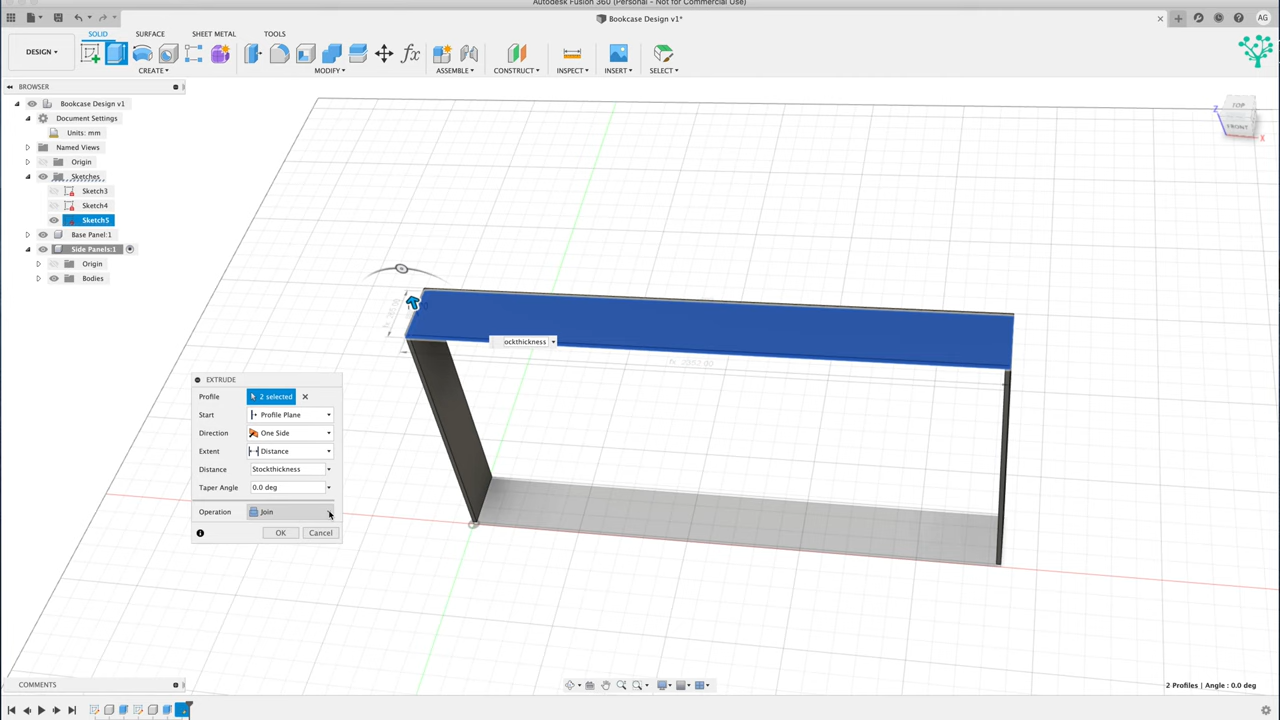 Autodesk Fusion 360 (Personal - Not for Commercial Use)
Bookcase Design v1*
AG
DESIGN
SOLID SURFACE SHEET METAL TOOLS
CREATE MODIFY ASSEMBLE CONSTRUCT INSPECT INSERT SELECT
BROWSER
Bookcase Design v1
Document Settings
Units: mm
Named Views
Origin
Sketches
Sketch3
Sketch4
Sketch5
Base Panel:1
Side Panels:1
Origin
Bodies
TOP
FRONT
Z
X
ockthickness
EXTRUDE
Profile 2 selected
Start Profile Plane
Direction One Side
Extent Distance
Distance Stockthickness
Taper Angle 0.0 deg
Operation Join
OK Cancel
COMMENTS
2 Profiles | Angle : 0.0 deg